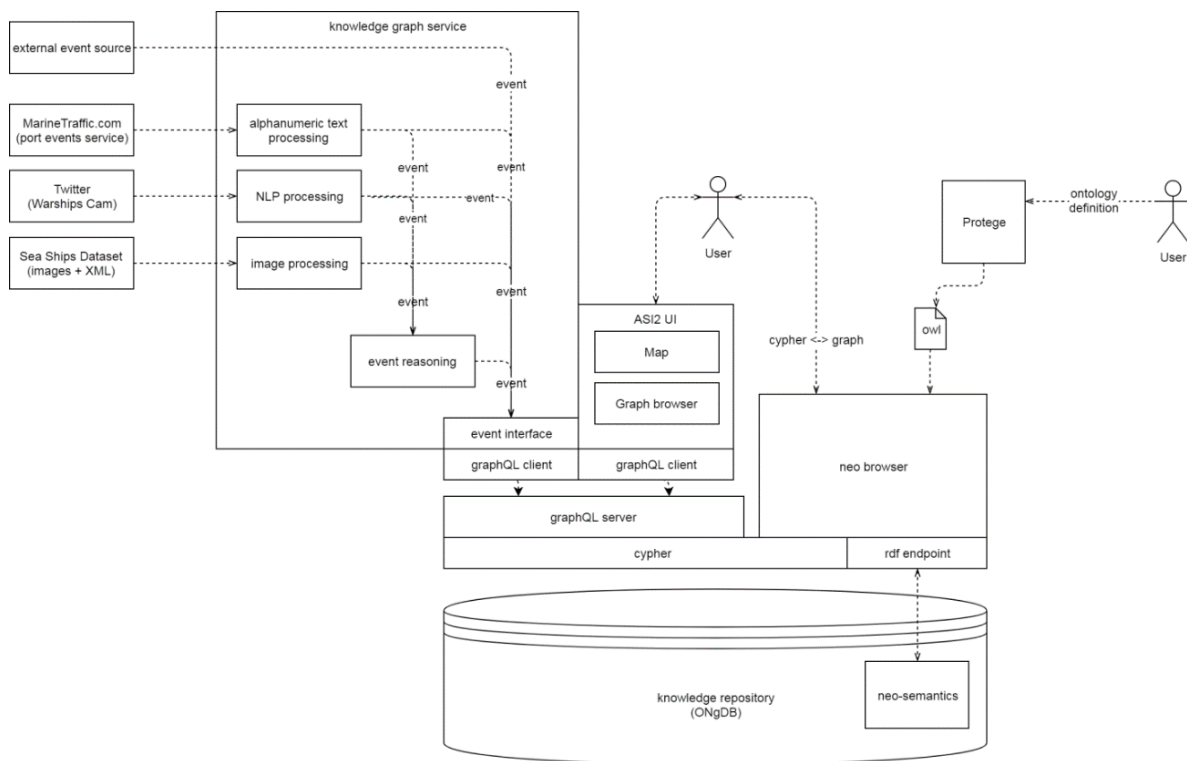 knowledge graph service
external event source
event
MarineTraffic.com
(port events service)
alphanumeric text
processing
event
event
Twitter
(Warships Cam)
NLP processing
event
event
Sea Ships Dataset
(images + XML)
image processing
event
event
event reasoning
event
event interface
graphQL client
ASI2 UI
Map
Graph browser
graphQL client
User
cypher <-> graph
Protege
ontology
definition
User
owl
neo browser
graphQL server
cypher
rdf endpoint
knowledge repository
(ONgDB)
neo-semantics